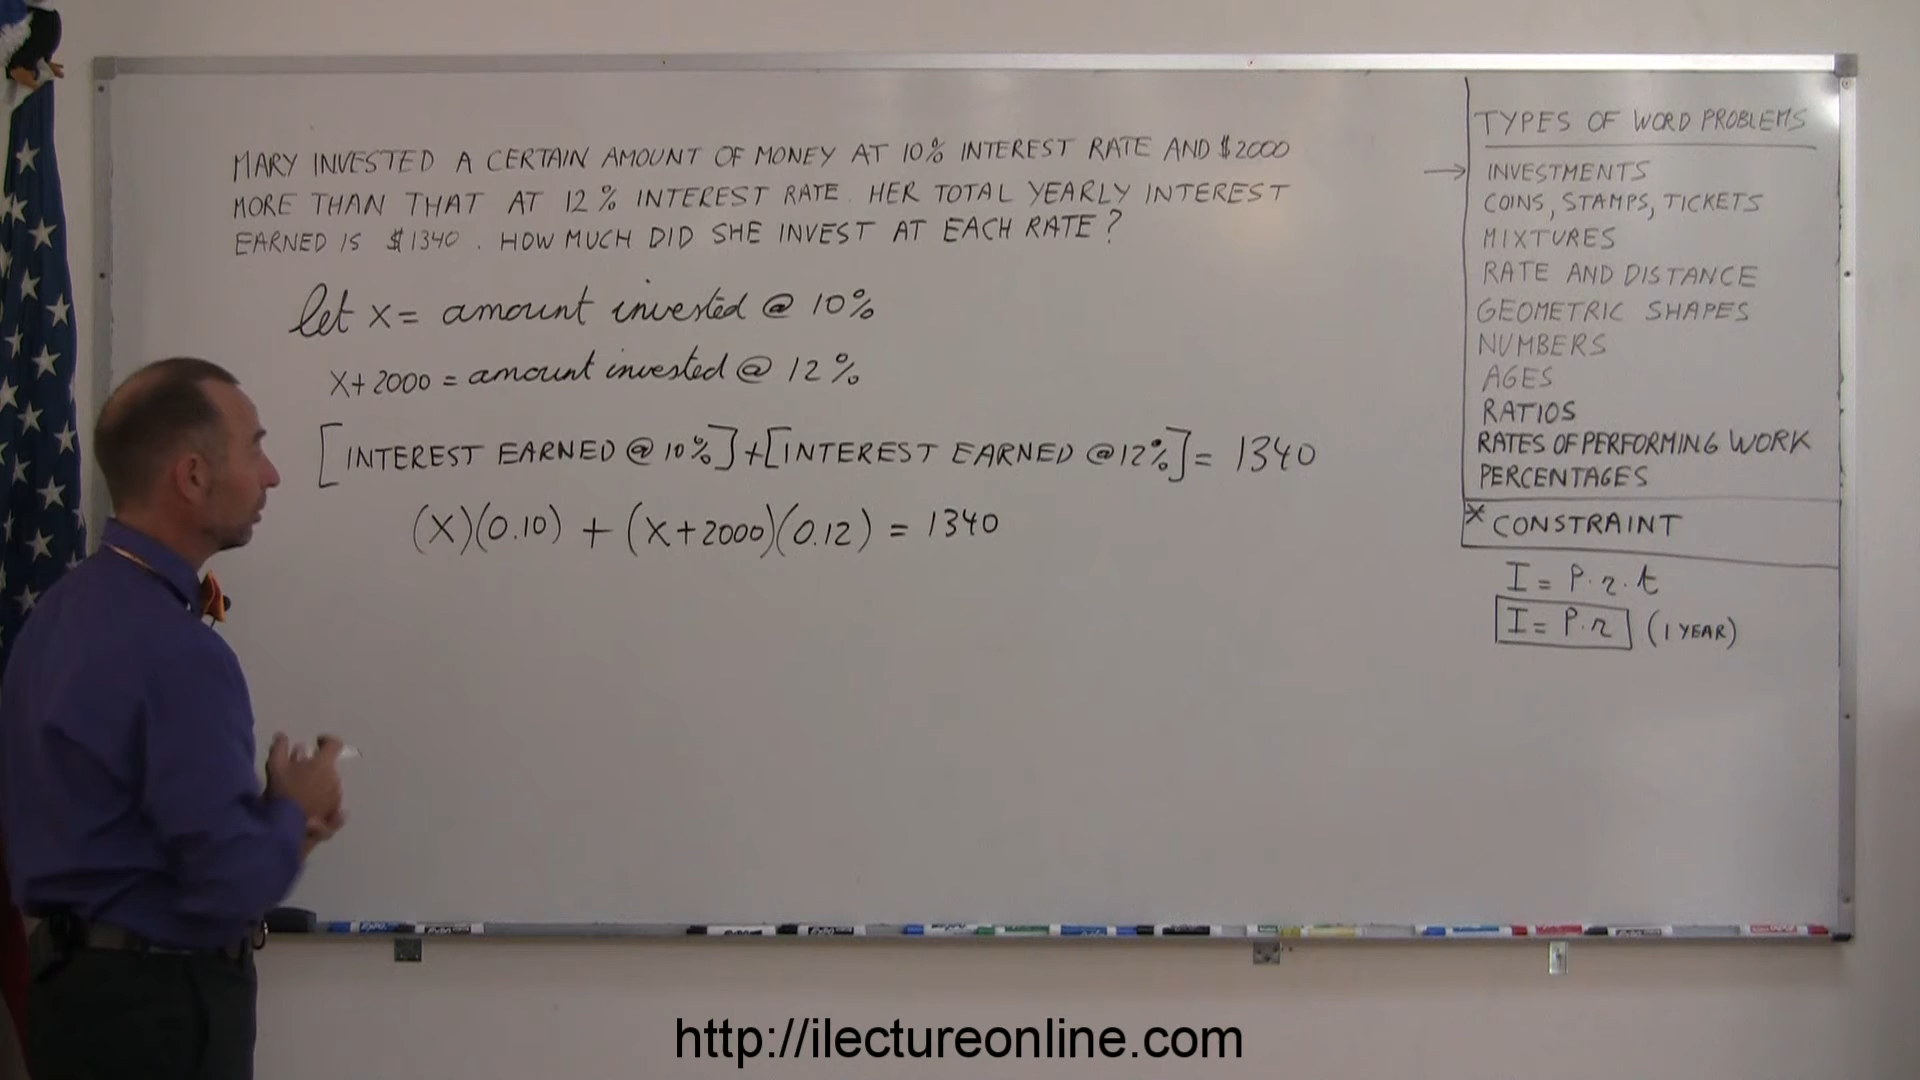 MARY INVESTED A CERTAIN AMOUNT OF MONEY AT 10% INTEREST RATE AND $2000
MORE THAN THAT AT 12% INTEREST RATE. HER TOTAL YEARLY INTEREST
EARNED IS $1340. HOW MUCH DID SHE INVEST AT EACH RATE?
let x = amount invested @ 10%
x+2000 = amount invested @ 12%
[INTEREST EARNED @ 10%] + [INTEREST EARNED @ 12%] = 1340
(x)(0.10) + (x+2000)(0.12) = 1340
TYPES OF WORD PROBLEMS
→ INVESTMENTS
COINS, STAMPS, TICKETS
MIXTURES
RATE AND DISTANCE
GEOMETRIC SHAPES
NUMBERS
AGES
RATIOS
RATES OF PERFORMING WORK
PERCENTAGES
* CONSTRAINT
I = P·r·t
I = P·r (1 YEAR)
http://ilectureonline.com